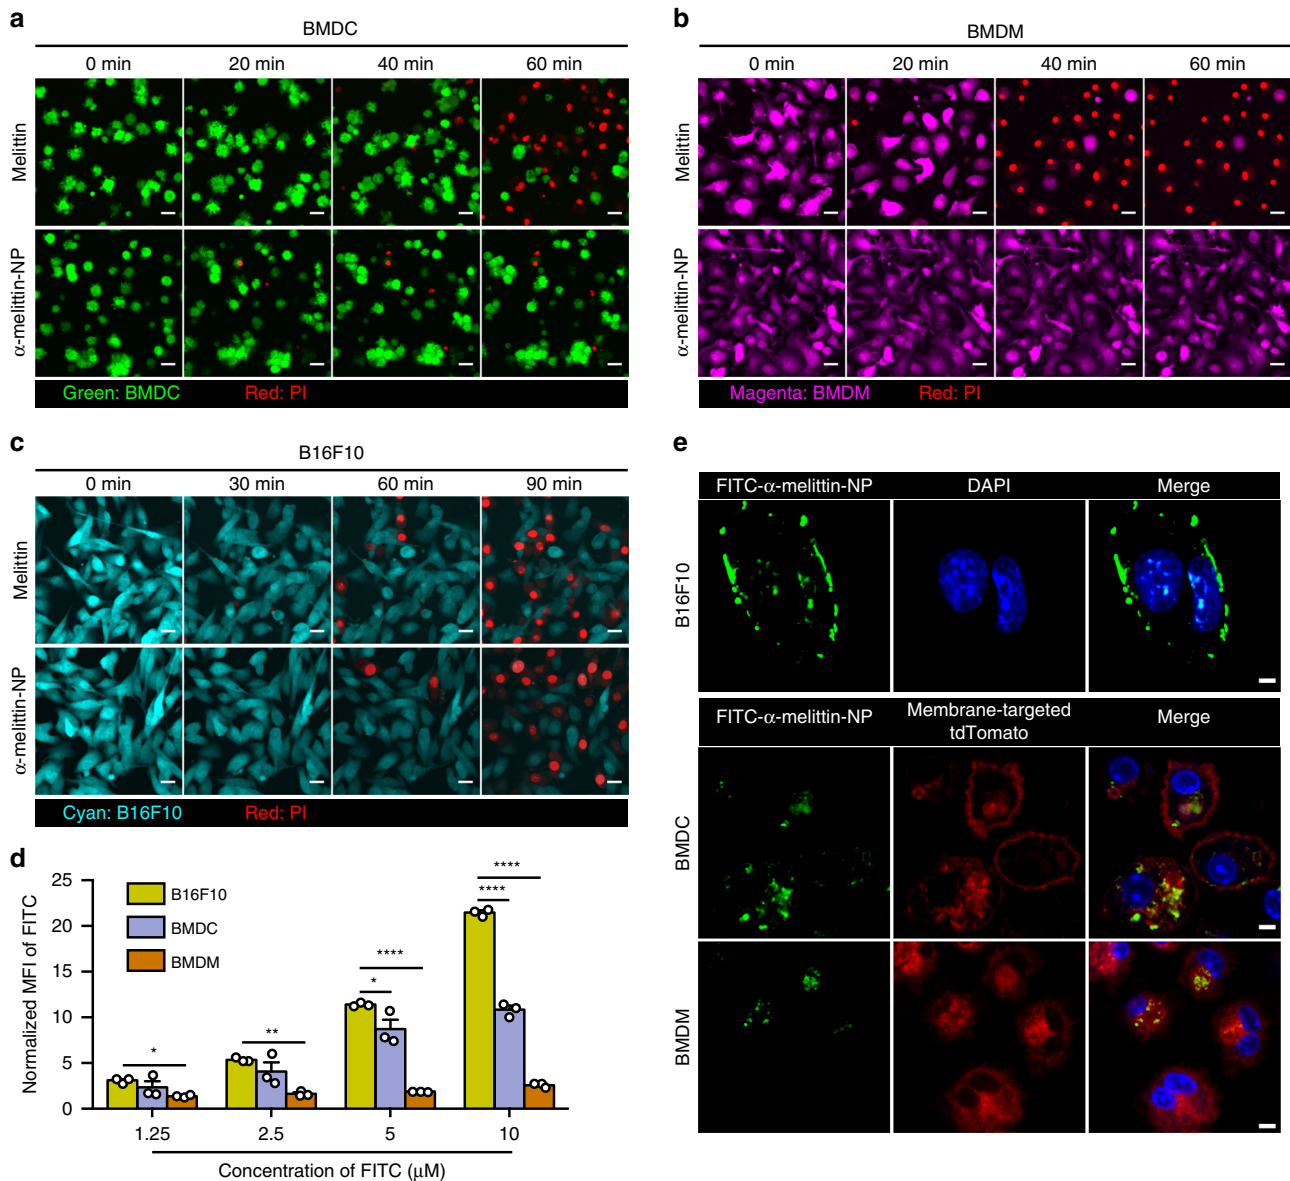 a
BMDC
0 min 20 min 40 min 60 min
Melittin
α-melittin-NP
Green: BMDC Red: PI
b
BMDM
0 min 20 min 40 min 60 min
Melittin
α-melittin-NP
Magenta: BMDM Red: PI
c
B16F10
0 min 30 min 60 min 90 min
Melittin
α-melittin-NP
Cyan: B16F10 Red: PI
d
Normalized MFI of FITC
25
20
15
10
5
0
B16F10
BMDC
BMDM
*
**
*
****
****
****
1.25 2.5 5 10
Concentration of FITC (μM)
e
FITC-α-melittin-NP DAPI Merge
B16F10
FITC-α-melittin-NP Membrane-targeted tdTomato Merge
BMDC
BMDM